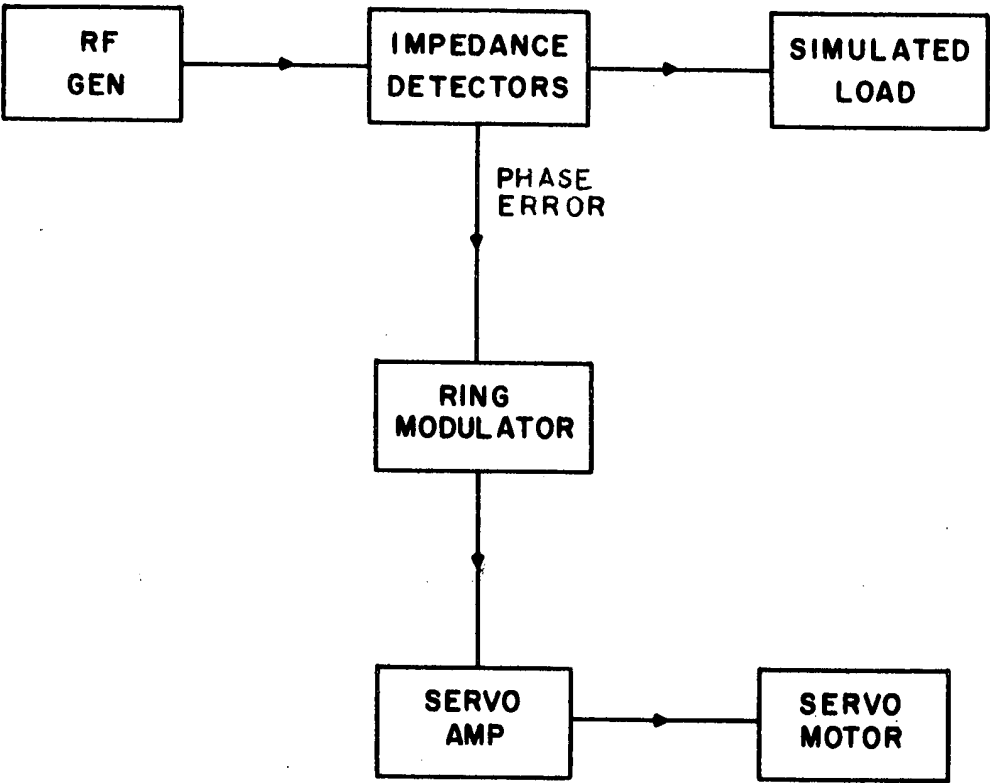 RF
GEN
IMPEDANCE
DETECTORS
SIMULATED
LOAD
PHASE
ERROR
RING
MODULATOR
SERVO
AMP
SERVO
MOTOR